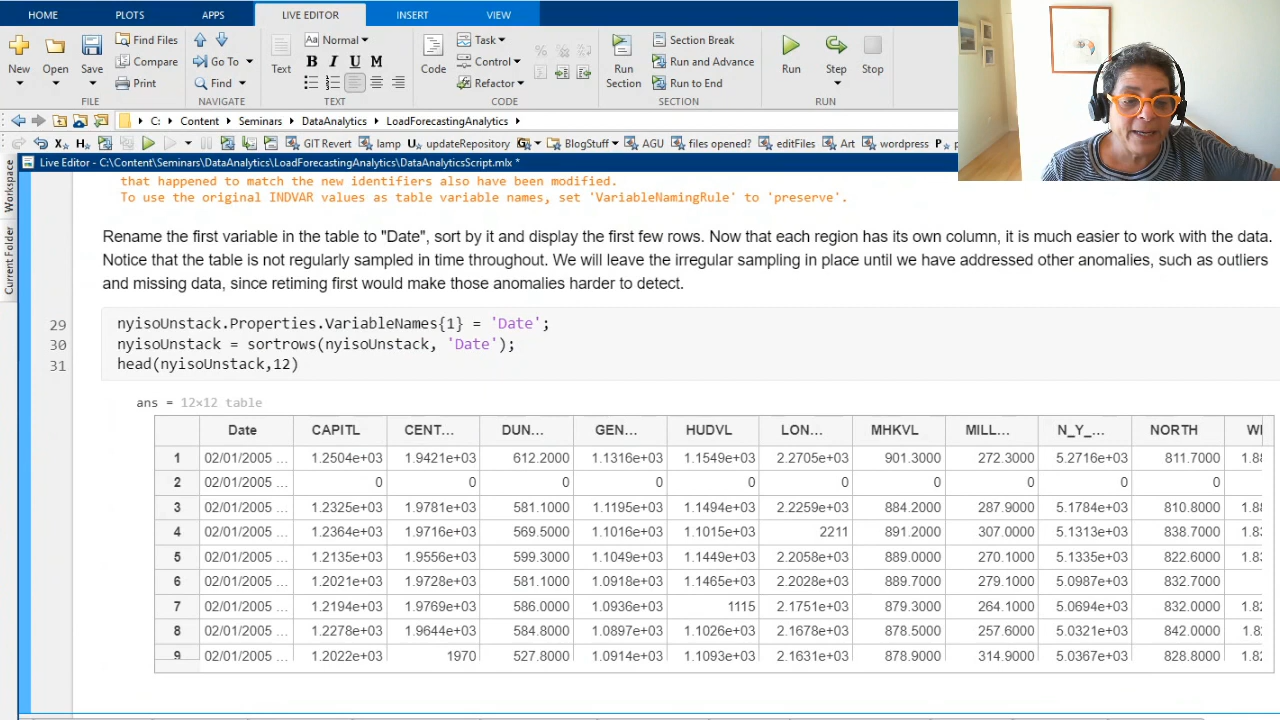 HOME PLOTS APPS LIVE EDITOR INSERT VIEW
Find Files Normal Task Section Break
New Open Save Compare Go To Text B I U M Code Control Run Section Run and Advance Run Step Stop
Print Find Refactor Run to End
FILE NAVIGATE TEXT CODE SECTION RUN
C: Content Seminars DataAnalytics LoadForecastingAnalytics
GIT Revert lamp updateRepository BlogStuff AGU files opened? editFiles Art wordpress P
Live Editor - C:\Content\Seminars\DataAnalytics\LoadForecastingAnalytics\DataAnalyticsScript.mlx *
Workspace
Current Folder
that happened to match the new identifiers also have been modified.
To use the original INDVAR values as table variable names, set 'VariableNamingRule' to 'preserve'.
Rename the first variable in the table to "Date", sort by it and display the first few rows. Now that each region has its own column, it is much easier to work with the data.
Notice that the table is not regularly sampled in time throughout. We will leave the irregular sampling in place until we have addressed other anomalies, such as outliers
and missing data, since retiming first would make those anomalies harder to detect.
29 nyisoUnstack.Properties.VariableNames{1} = 'Date';
30 nyisoUnstack = sortrows(nyisoUnstack, 'Date');
31 head(nyisoUnstack,12)
ans = 12×12 table
Date CAPITL CENT... DUN... GEN... HUDVL LON... MHKVL MILL... N_Y_... NORTH
1 02/01/2005 ... 1.2504e+03 1.9421e+03 612.2000 1.1316e+03 1.1549e+03 2.2705e+03 901.3000 272.3000 5.2716e+03 811.7000 1.88
2 02/01/2005 ... 0 0 0 0 0 0 0 0 0 0
3 02/01/2005 ... 1.2325e+03 1.9781e+03 581.1000 1.1195e+03 1.1494e+03 2.2259e+03 884.2000 287.9000 5.1784e+03 810.8000 1.88
4 02/01/2005 ... 1.2364e+03 1.9716e+03 569.5000 1.1016e+03 1.1015e+03 2211 891.2000 307.0000 5.1313e+03 838.7000 1.83
5 02/01/2005 ... 1.2135e+03 1.9556e+03 599.3000 1.1049e+03 1.1449e+03 2.2058e+03 889.0000 270.1000 5.1335e+03 822.6000 1.83
6 02/01/2005 ... 1.2021e+03 1.9728e+03 581.1000 1.0918e+03 1.1465e+03 2.2028e+03 889.7000 279.1000 5.0987e+03 832.7000
7 02/01/2005 ... 1.2194e+03 1.9769e+03 586.0000 1.0936e+03 1115 2.1751e+03 879.3000 264.1000 5.0694e+03 832.0000 1.82
8 02/01/2005 ... 1.2278e+03 1.9644e+03 584.8000 1.0897e+03 1.1026e+03 2.1678e+03 878.5000 257.6000 5.0321e+03 842.0000 1.82
9 02/01/2005 ... 1.2022e+03 1970 527.8000 1.0914e+03 1.1093e+03 2.1631e+03 878.9000 314.9000 5.0367e+03 828.8000 1.82